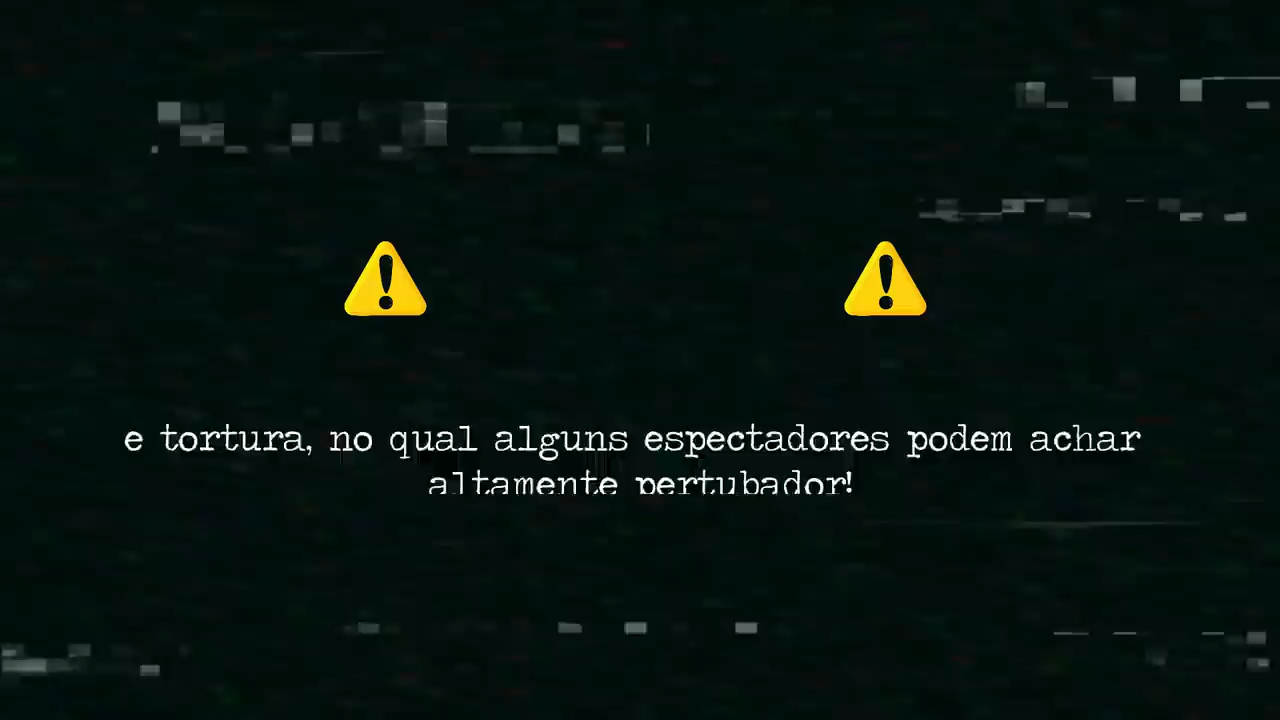 e tortura, no qual alguns espectadores podem achar
altamente pertubador!